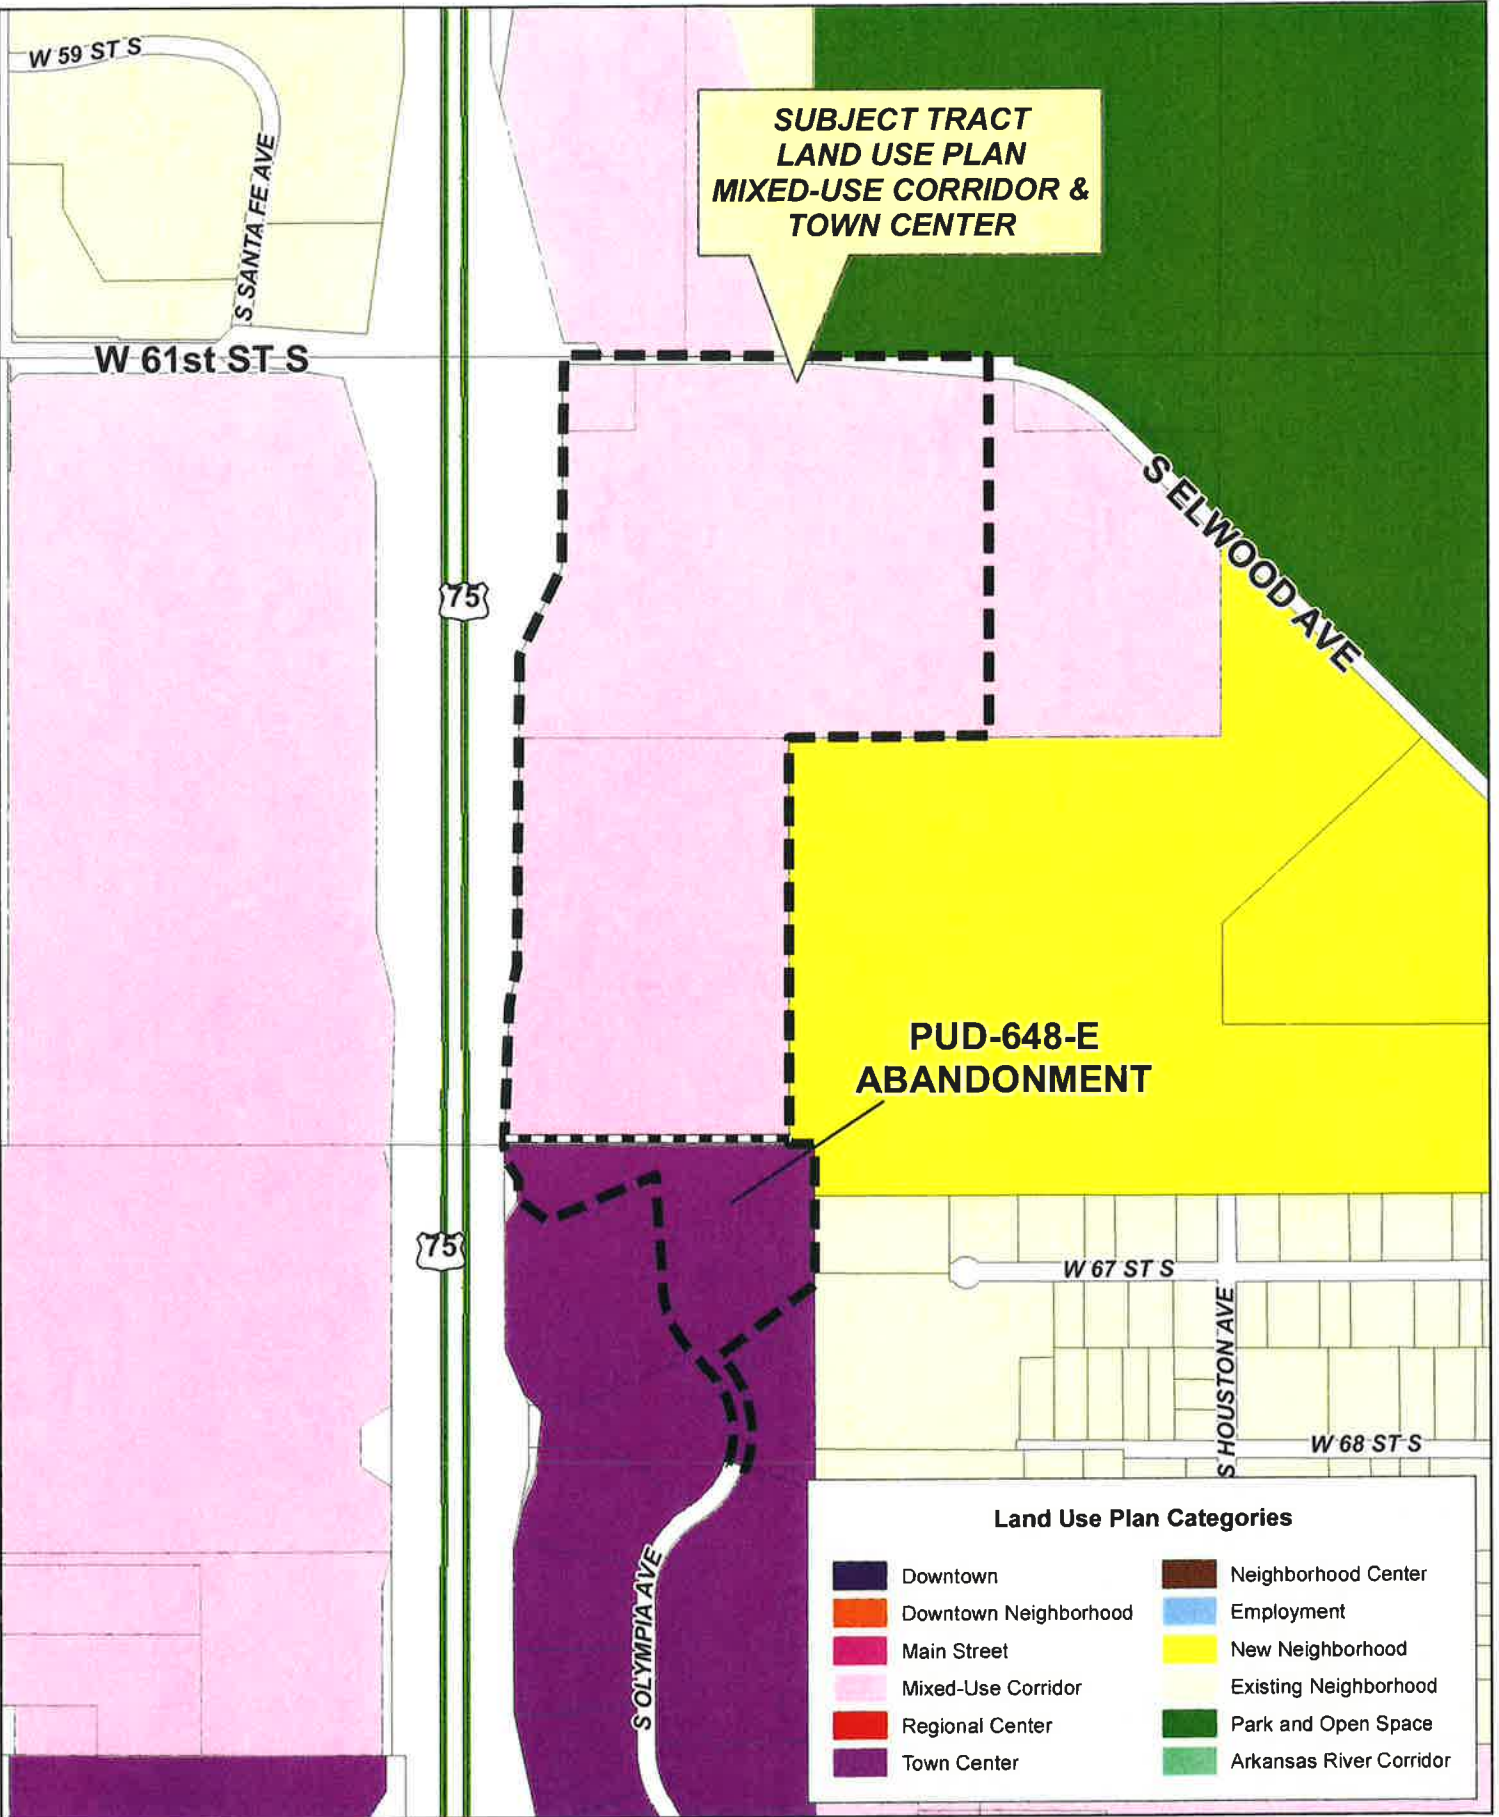 W 59 ST S
S SANTA FE AVE
SUBJECT TRACT
LAND USE PLAN
MIXED-USE CORRIDOR &
TOWN CENTER
W 61st ST S
S ELWOOD AVE
75
PUD-648-E
ABANDONMENT
75
W 67 ST S
S HOUSTON AVE
W 68 ST S
S OLYMPIA AVE
Land Use Plan Categories
Downtown
Downtown Neighborhood
Main Street
Mixed-Use Corridor
Regional Center
Town Center
Neighborhood Center
Employment
New Neighborhood
Existing Neighborhood
Park and Open Space
Arkansas River Corridor